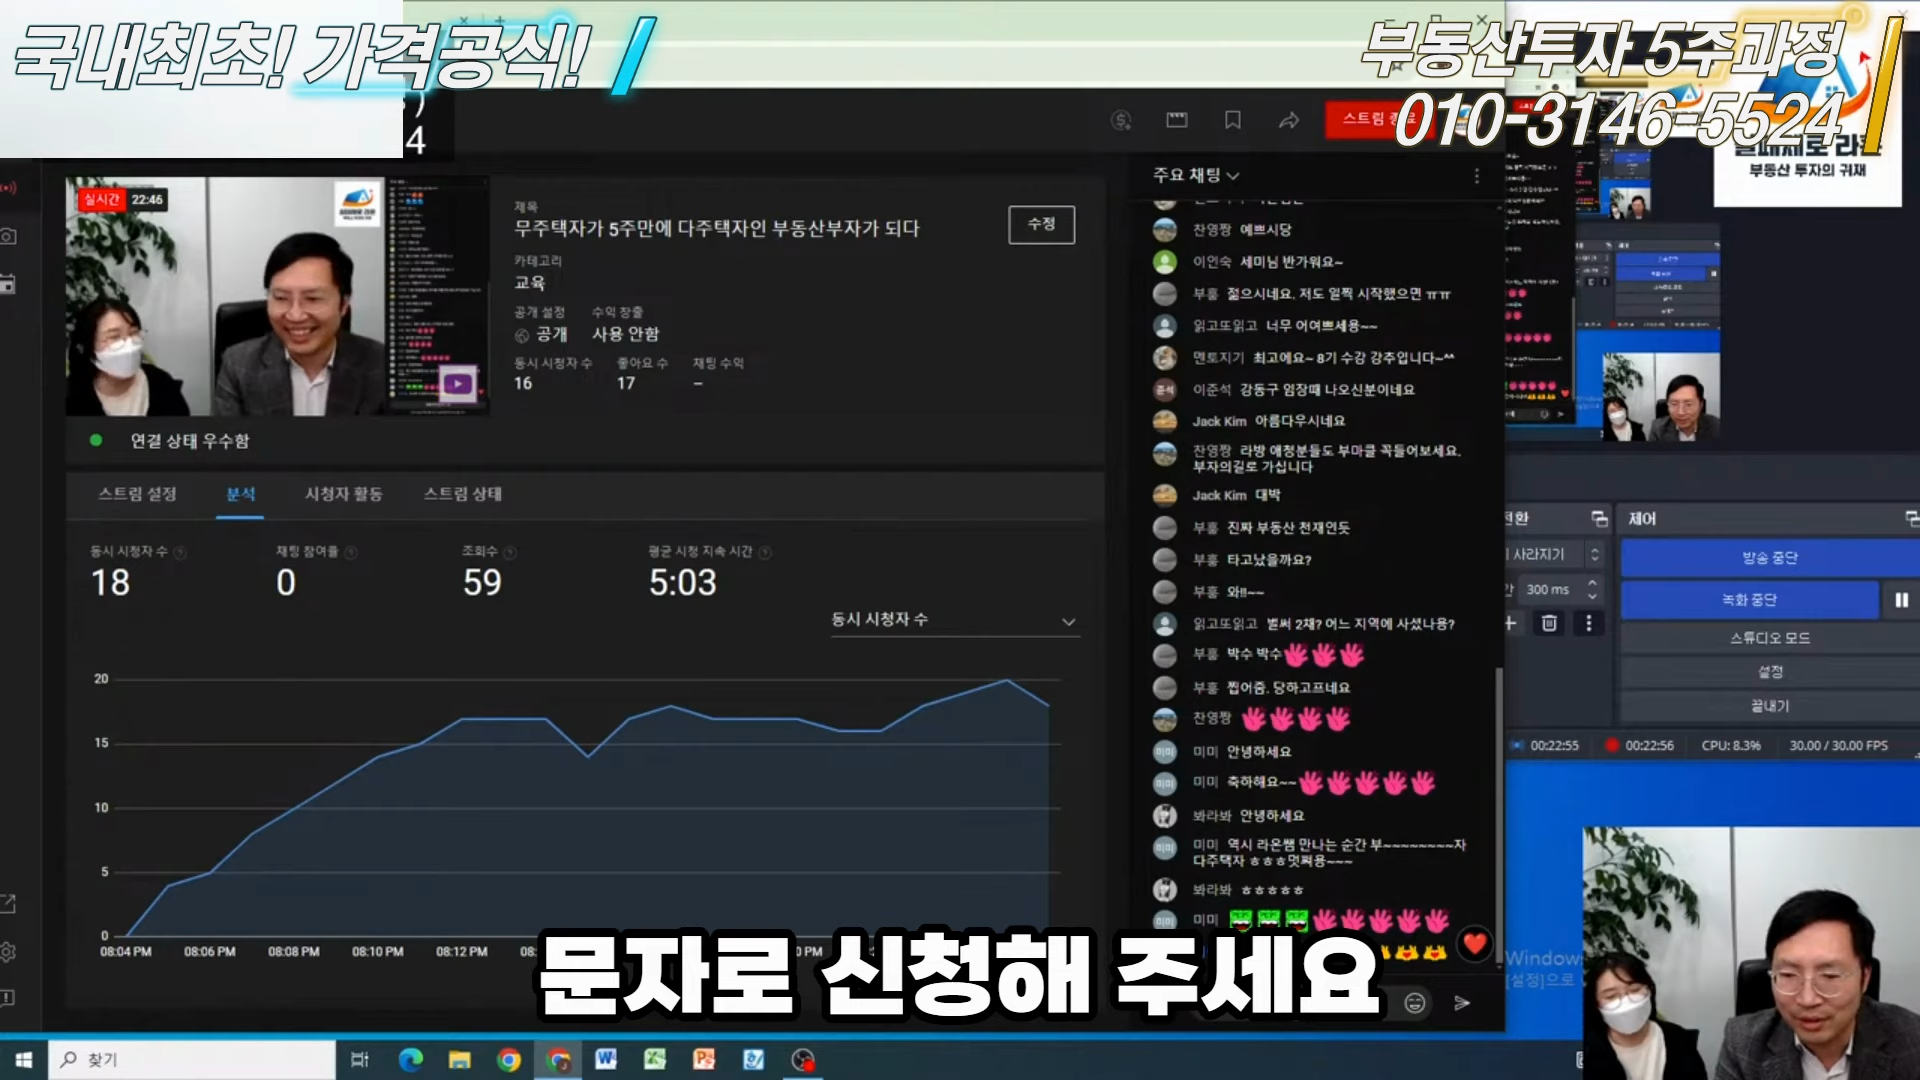 국내최초! 가격공식!
부동산투자 5주과정
010-3146-5524
부동산 투자의 귀재
4
스트림 종료
실시간 22:46
제목
무주택자가 5주만에 다주택자인 부동산부자가 되다
수정
카테고리
교육
공개 설정 수익 창출
공개 사용 안함
동시 시청자 수 좋아요 수 채팅 수익
16 17 –
연결 상태 우수함
스트림 설정 분석 시청자 활동 스트림 상태
동시 시청자 수 채팅 참여율 조회수 평균 시청 지속 시간
18 0 59 5:03
동시 시청자 수
20
15
10
5
0
08:04 PM 08:06 PM 08:08 PM 08:10 PM 08:12 PM
주요 채팅
찬영짱 예쁘시당
이인숙 세미님 반가워요~
부훌 젊으시네요. 저도 일찍 시작했으면 ㅠㅠ
읽고또읽고 너무 어여쁘세용~~
멘토지기 최고에요~ 8기 수강 강추입니다~^^
이준석 강동구 임장때 나오신분이네요
Jack Kim 아름다우시네요
찬영짱 라방 애청분들도 부마클 꼭들어보세요.
부자의길로 가십니다
Jack Kim 대박
부훌 진짜 부동산 천재인듯
부훌 타고났을까요?
부훌 와!!~~
읽고또읽고 벌써 2채? 어느 지역에 사셨나용?
부훌 박수 박수
부훌 찝어줌. 당하고프네요
찬영짱
미미 안녕하세요
미미 축하해요~~
봐라봐 안녕하세요
미미 역시 라온쌤 만나는 순간 부~~~~~~~~자
다주택자 ㅎㅎㅎ멋쪄용~~~
봐라봐 ㅎㅎㅎㅎㅎ
미미
제어
사라지기
300 ms
방송 중단
녹화 중단
스튜디오 모드
설정
끝내기
00:22:55 00:22:56 CPU: 8.3% 30.00 / 30.00 FPS
Windows
[설정]으로
문자로 신청해 주세요
찾기